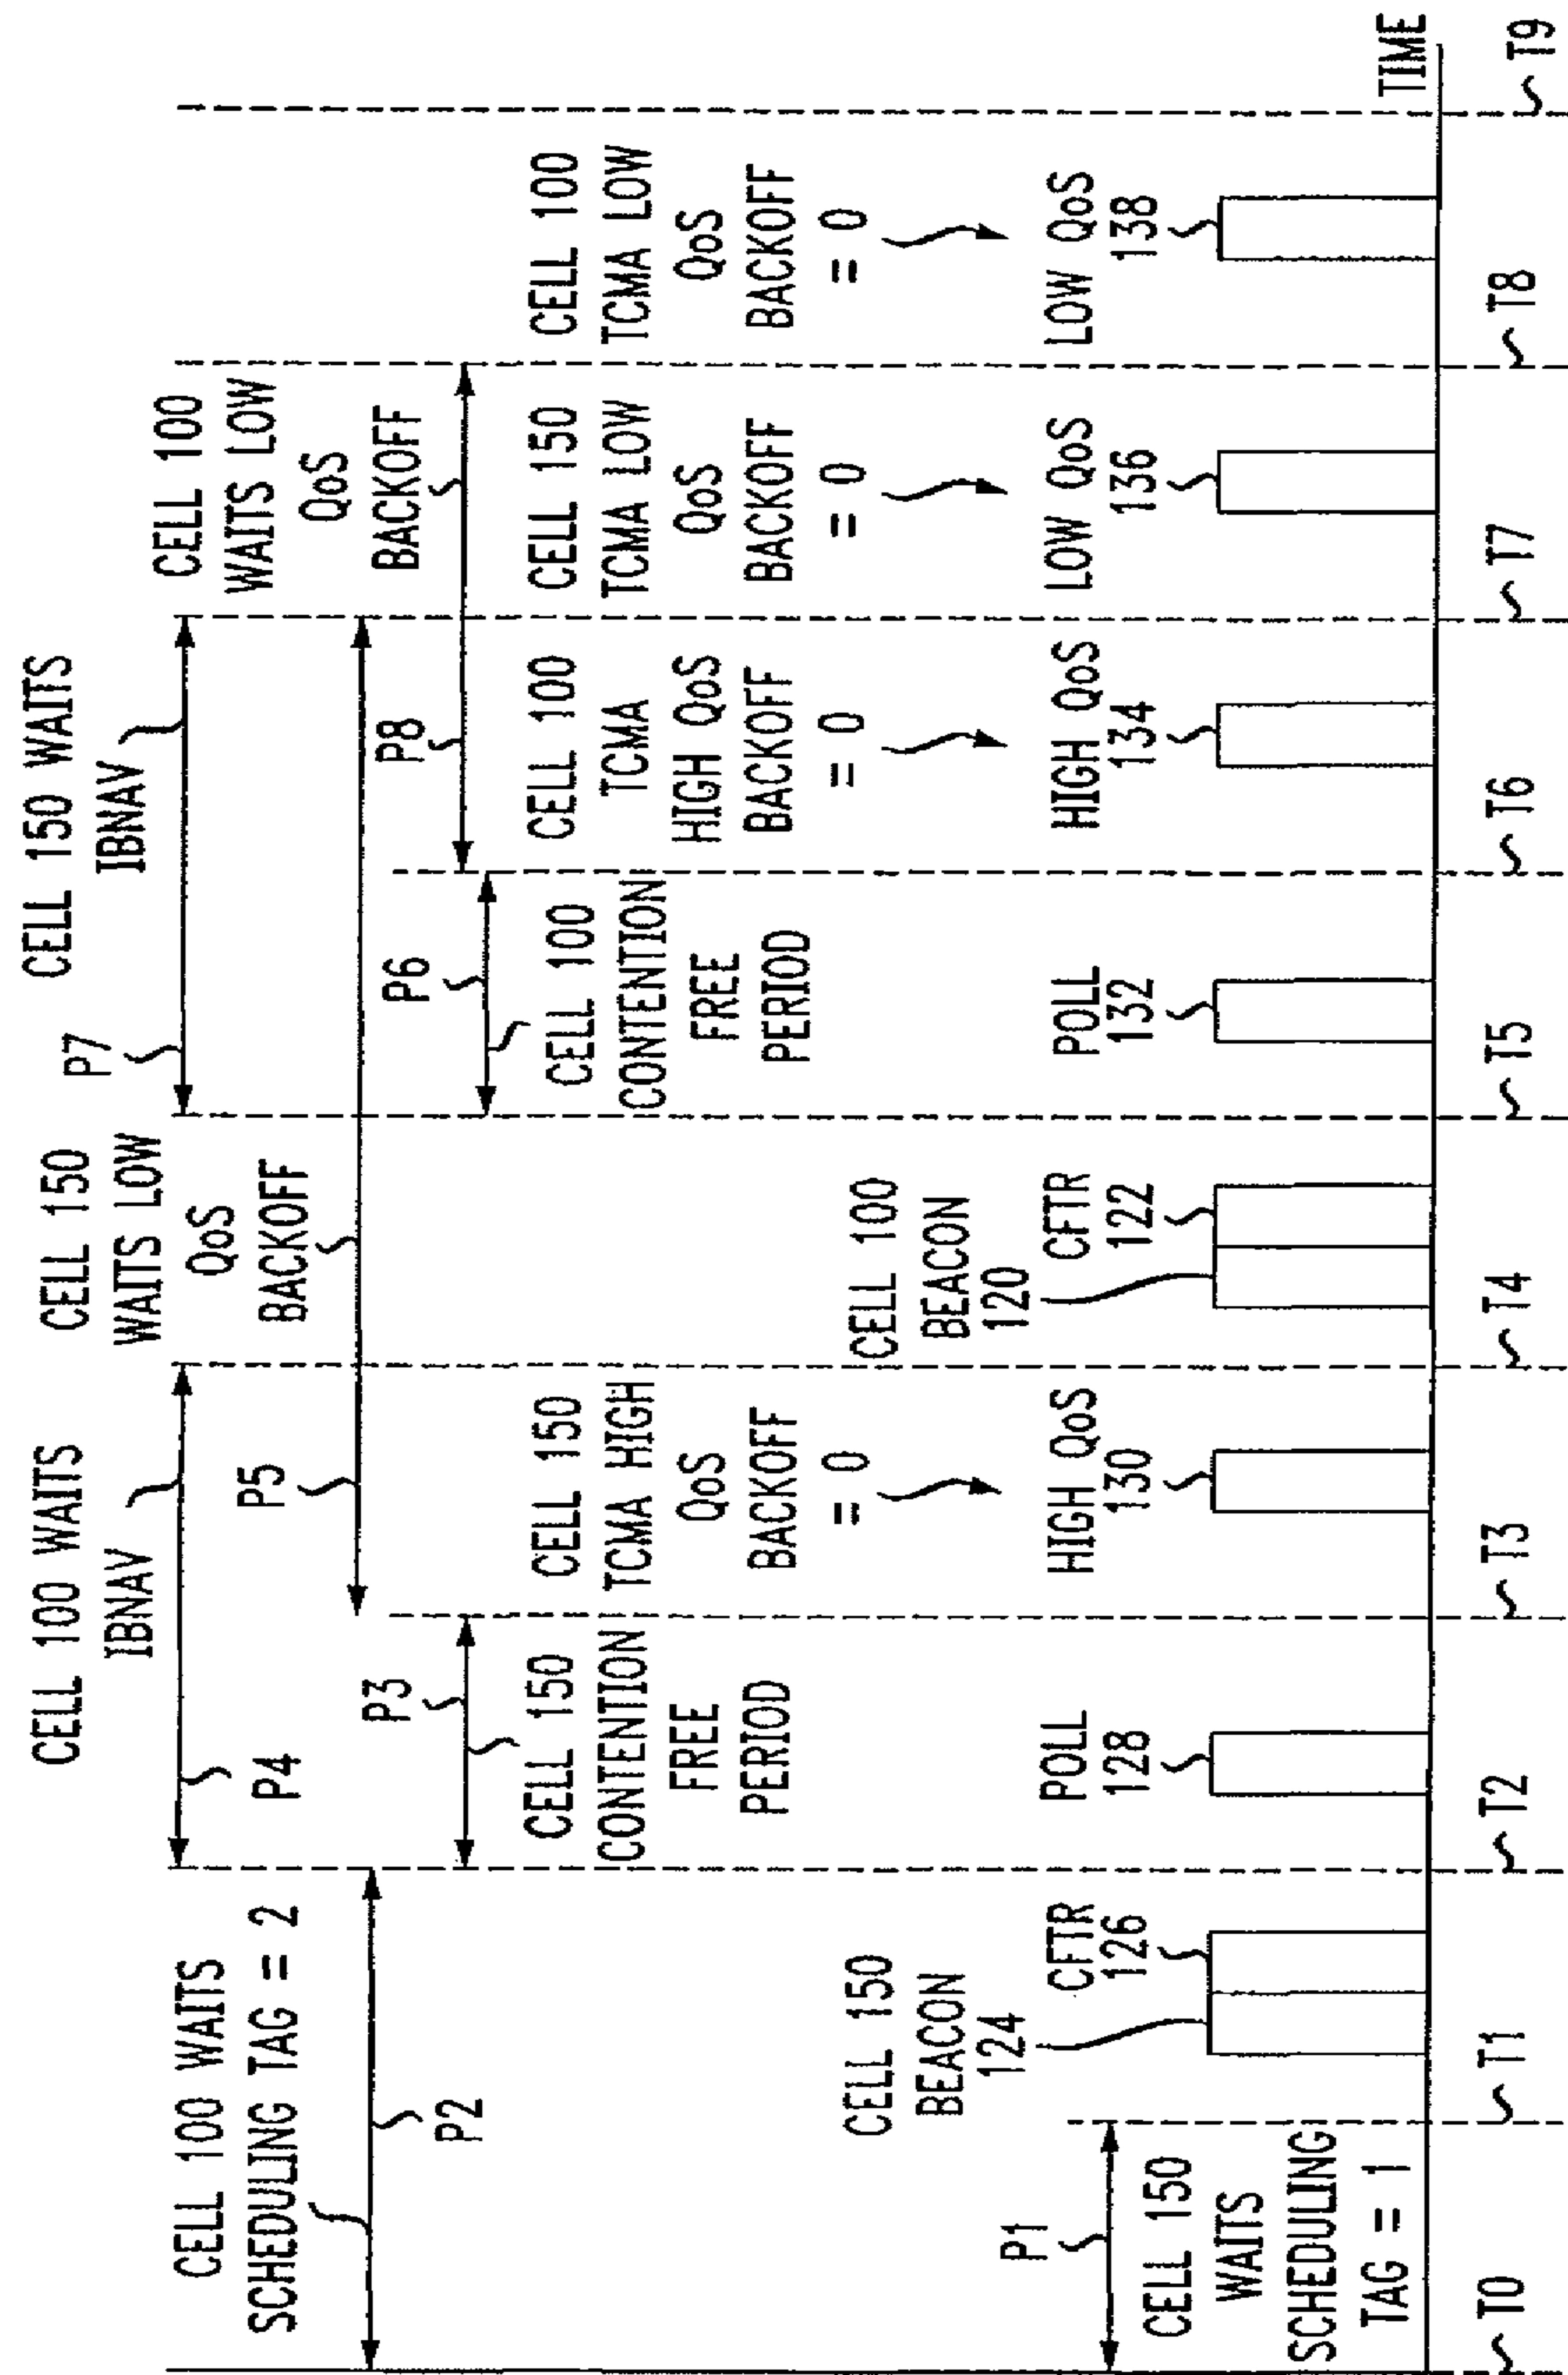 CELL 100 WAITS
SCHEDULING TAG = 2
P2
P1
CELL 150
WAITS
SCHEDULING
TAG = 1
CELL 150
BEACON
124
CFTR
126
CELL 100 WAITS
IBNAV
P4
P3
CELL 150
CONTENTION
FREE
PERIOD
POLL
128
P5
CELL 150
TCMA HIGH
QoS
BACKOFF
= 0
HIGH QoS
130
CELL 150
WAITS LOW
QoS
BACKOFF
CELL 100
BEACON
120
CFTR
122
CELL 150 WAITS
IBNAV
P7
P6
CELL 100
CONTENTION
FREE
PERIOD
POLL
132
P8
CELL 100
TCMA
HIGH QoS
BACKOFF
= 0
HIGH QoS
134
CELL 100
WAITS LOW
QoS
BACKOFF
CELL 150
TCMA LOW
QoS
BACKOFF
= 0
LOW QoS
136
CELL 100
TCMA LOW
QoS
BACKOFF
= 0
LOW QoS
138
TIME
T0
T1
T2
T3
T4
T5
T6
T7
T8
T9